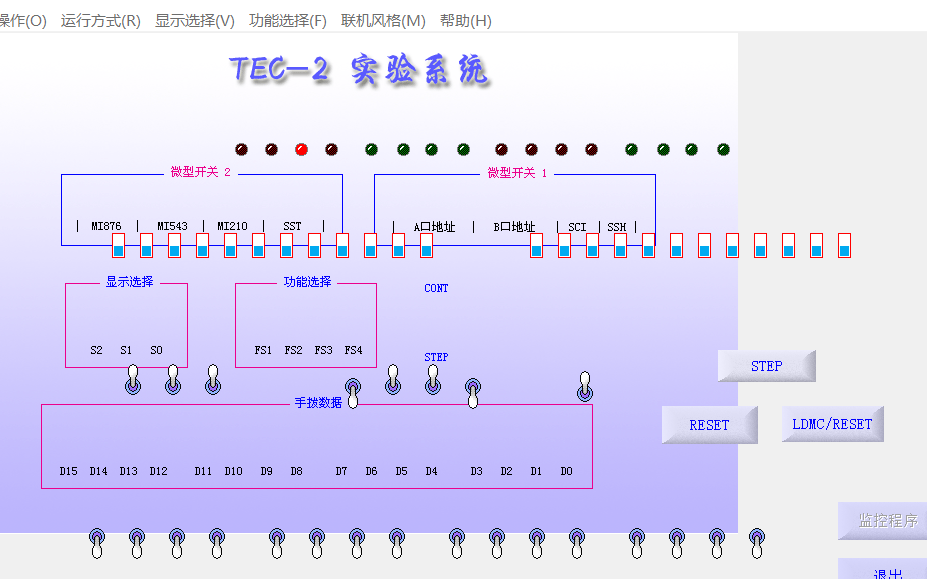 操作(O) 运行方式(R) 显示选择(V) 功能选择(F) 联机风格(M) 帮助(H)
TEC-2 实验系统
微型开关 2 微型开关 1
| MI876 | MI543 | MI210 | SST | | A口地址 | B口地址 | SCI | SSH |
显示选择 功能选择 CONT
S2 S1 S0 FS1 FS2 FS3 FS4 STEP
STEP
手拨数据
RESET LDMC/RESET
D15 D14 D13 D12 D11 D10 D9 D8 D7 D6 D5 D4 D3 D2 D1 D0
监控程序
退出